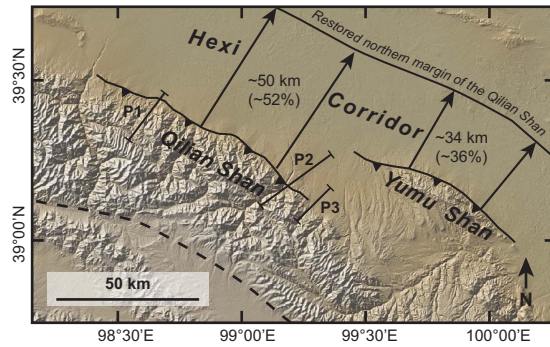 Hexi
Corridor
Restored northern margin of the Qilian Shan
~50 km
(~52%)
~34 km
(~36%)
P1
Qilian Shan
P2
P3
Yumu Shan
N
50 km
39°30'N
39°00'N
98°30'E
99°00'E
99°30'E
100°00'E